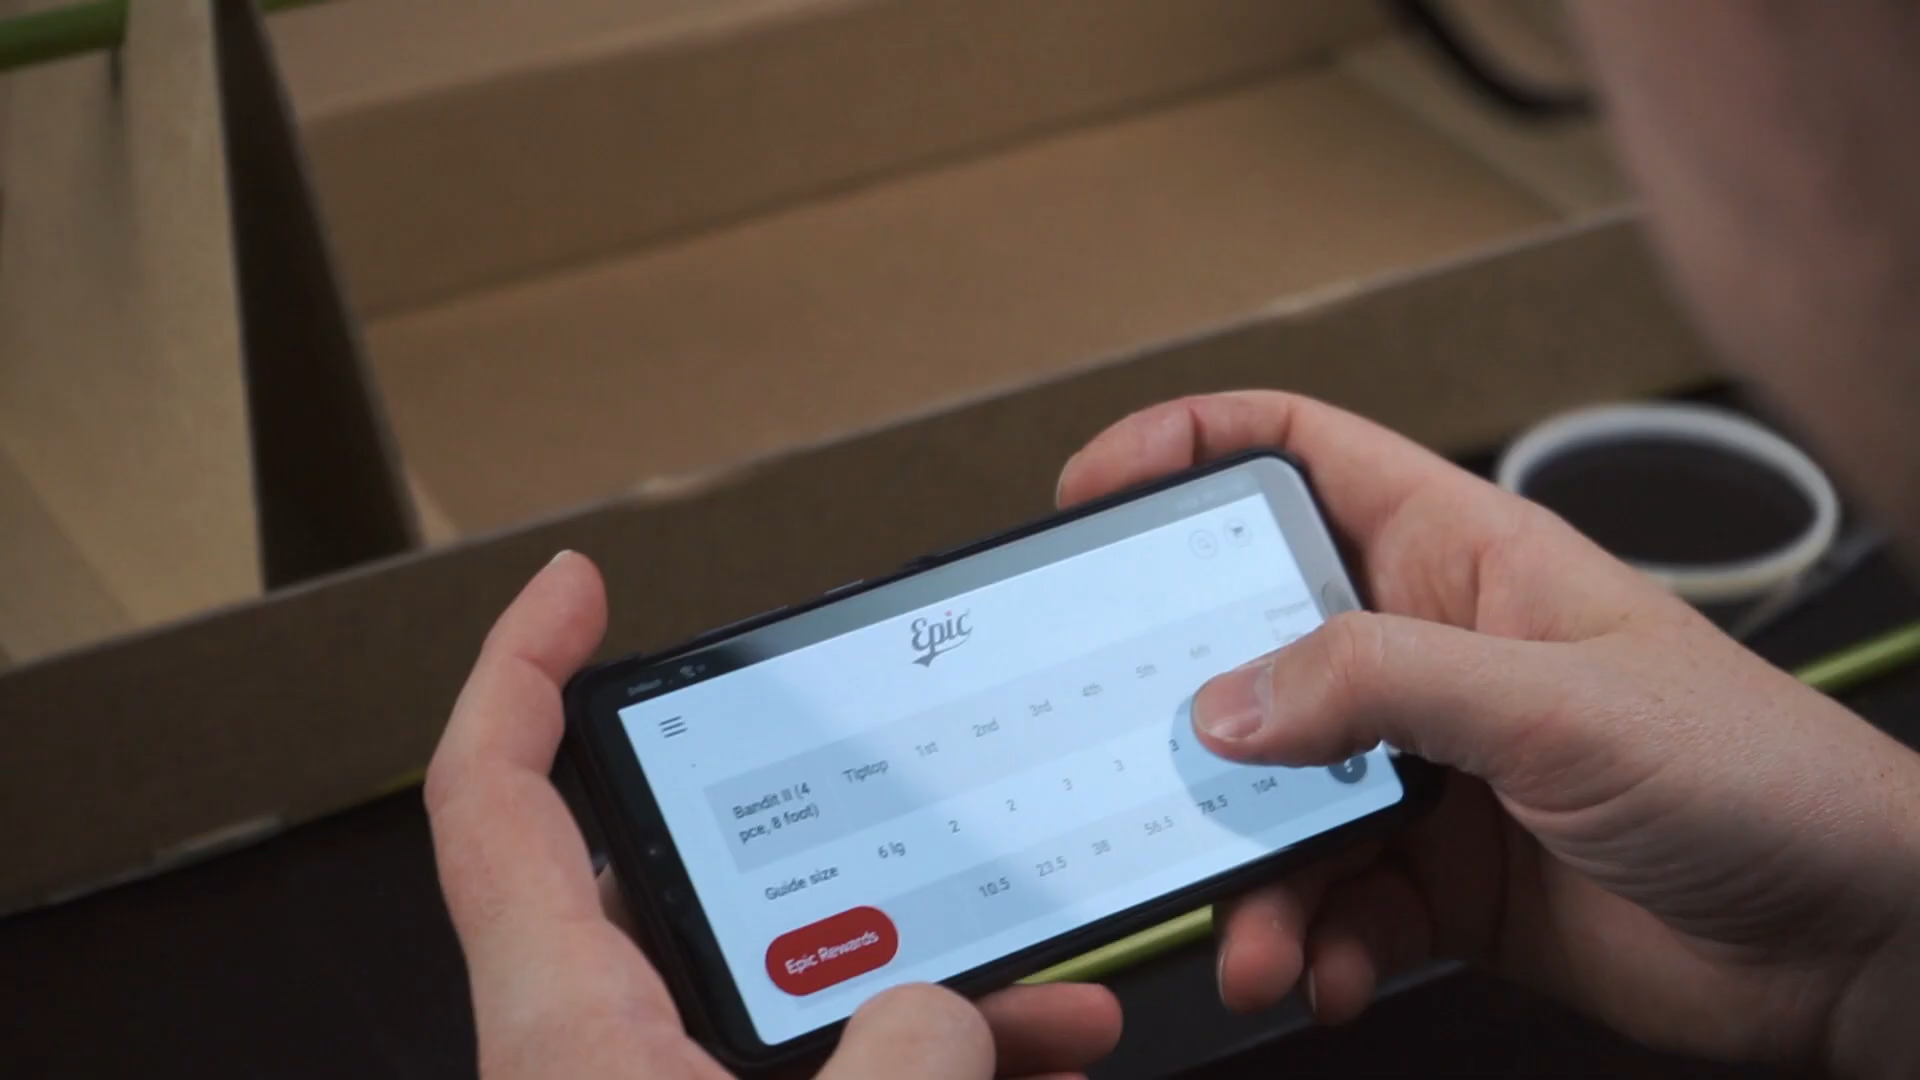 Epic
Tiptop 1st 2nd 3rd 4th 5th 6th
Bandit II (4
pce, 8 foot)
Guide size 6 lg 2 2 3 3 3
10.5 23.5 38 56.5 78.5 104
Epic Rewards